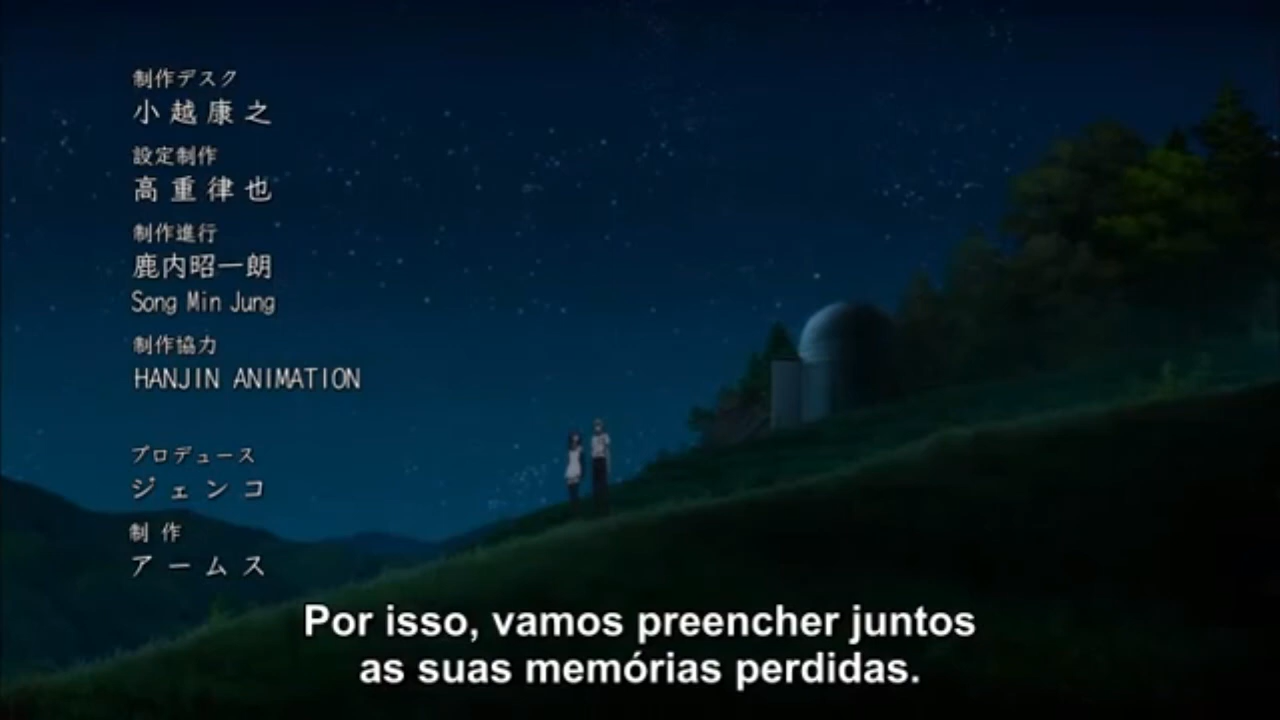 制作デスク
小越康之
設定制作
高重律也
制作進行
鹿内昭一朗
Song Min Jung
制作協力
HANJIN ANIMATION
プロデュース
ジェンコ
制作
アームス
Por isso, vamos preencher juntos
as suas memórias perdidas.